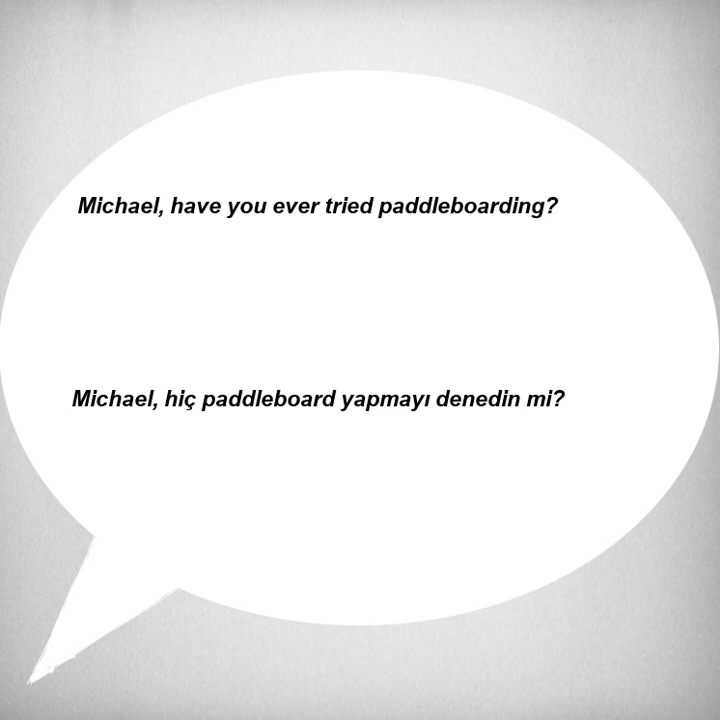 Michael, have you ever tried paddleboarding?
Michael, hiç paddleboard yapmayı denedin mi?